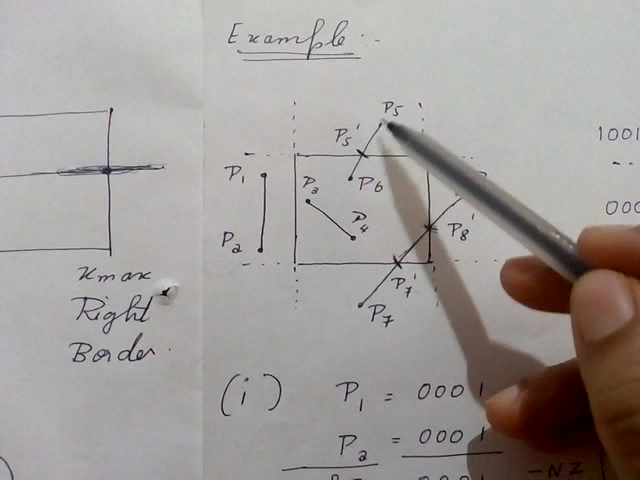 Example :-
P5
P5'
1001
P1
P3
P6
000
P4
P2
P8'
P7'
xmax
Right
Border.
P7
(i) P1 = 0001
P2 = 0001
- NZ